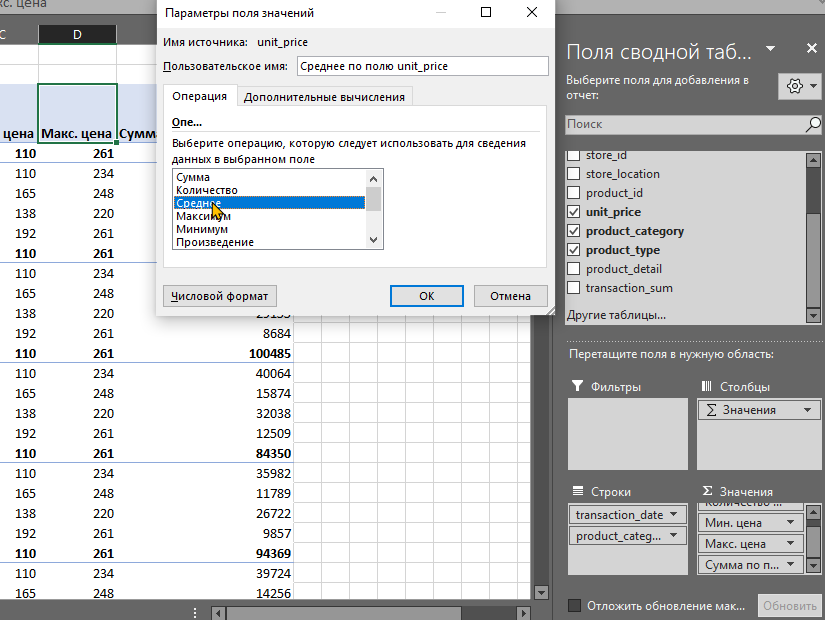 кс. цена
C
D
цена
Макс. цена
Сумма
110 261
110 234
165 248
138 220
192 261
110 261
110 234
165 248
138 220
192 261 8684
110 261 100485
110 234 40064
165 248 15874
138 220 32038
192 261 12509
110 261 84350
110 234 35982
165 248 11789
138 220 26722
192 261 9857
110 261 94369
110 234 39724
165 248 14256
Параметры поля значений
Имя источника: unit_price
Пользовательское имя: Среднее по полю unit_price
Операция
Дополнительные вычисления
Опе...
Выберите операцию, которую следует использовать для сведения
данных в выбранном поле
Сумма
Количество
Среднее
Максимум
Минимум
Произведение
Числовой формат
ОК
Отмена
Поля сводной таб...
Выберите поля для добавления в
отчет:
Поиск
store_id
store_location
product_id
unit_price
product_category
product_type
product_detail
transaction_sum
Другие таблицы...
Перетащите поля в нужную область:
Фильтры
Столбцы
Σ Значения
Строки
transaction_date
product_categ...
Σ Значения
Количество ...
Мин. цена
Макс. цена
Сумма по п...
Отложить обновление мак...
Обновить